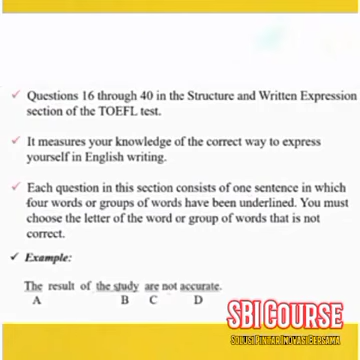 ✓ Questions 16 through 40 in the Structure and Written Expression
section of the TOEFL test.
✓ It measures your knowledge of the correct way to express
yourself in English writing.
✓ Each question in this section consists of one sentence in which
four words or groups of words have been underlined. You must
choose the letter of the word or group of words that is not
correct.
✓ Example:
The result of the study are not accurate.
A B C D
SBI COURSE
SOLUSI PINTAR INOVASI BERSAMA